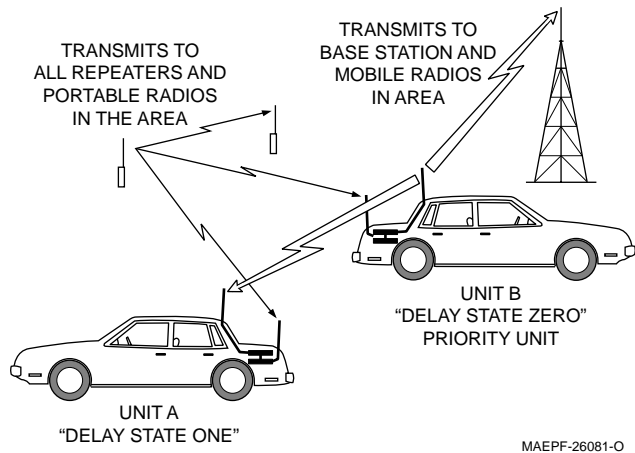 TRANSMITS TO
ALL REPEATERS AND
PORTABLE RADIOS
IN THE AREA
TRANSMITS TO
BASE STATION AND
MOBILE RADIOS
IN AREA
UNIT B
“DELAY STATE ZERO”
PRIORITY UNIT
UNIT A
“DELAY STATE ONE”
MAEPF-26081-O